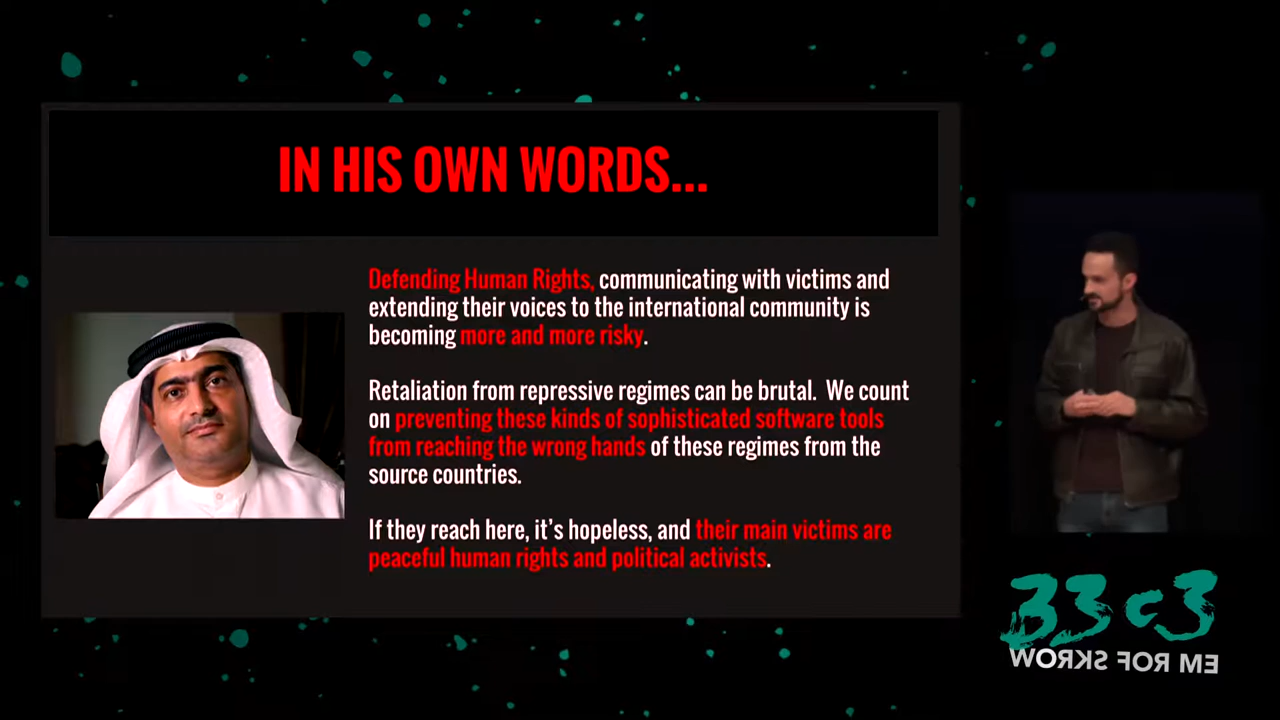 IN HIS OWN WORDS...
Defending Human Rights, communicating with victims and
extending their voices to the international community is
becoming more and more risky.
Retaliation from repressive regimes can be brutal. We count
on preventing these kinds of sophisticated software tools
from reaching the wrong hands of these regimes from the
source countries.
If they reach here, it's hopeless, and their main victims are
peaceful human rights and political activists.
33c3
WORKS FOR ME